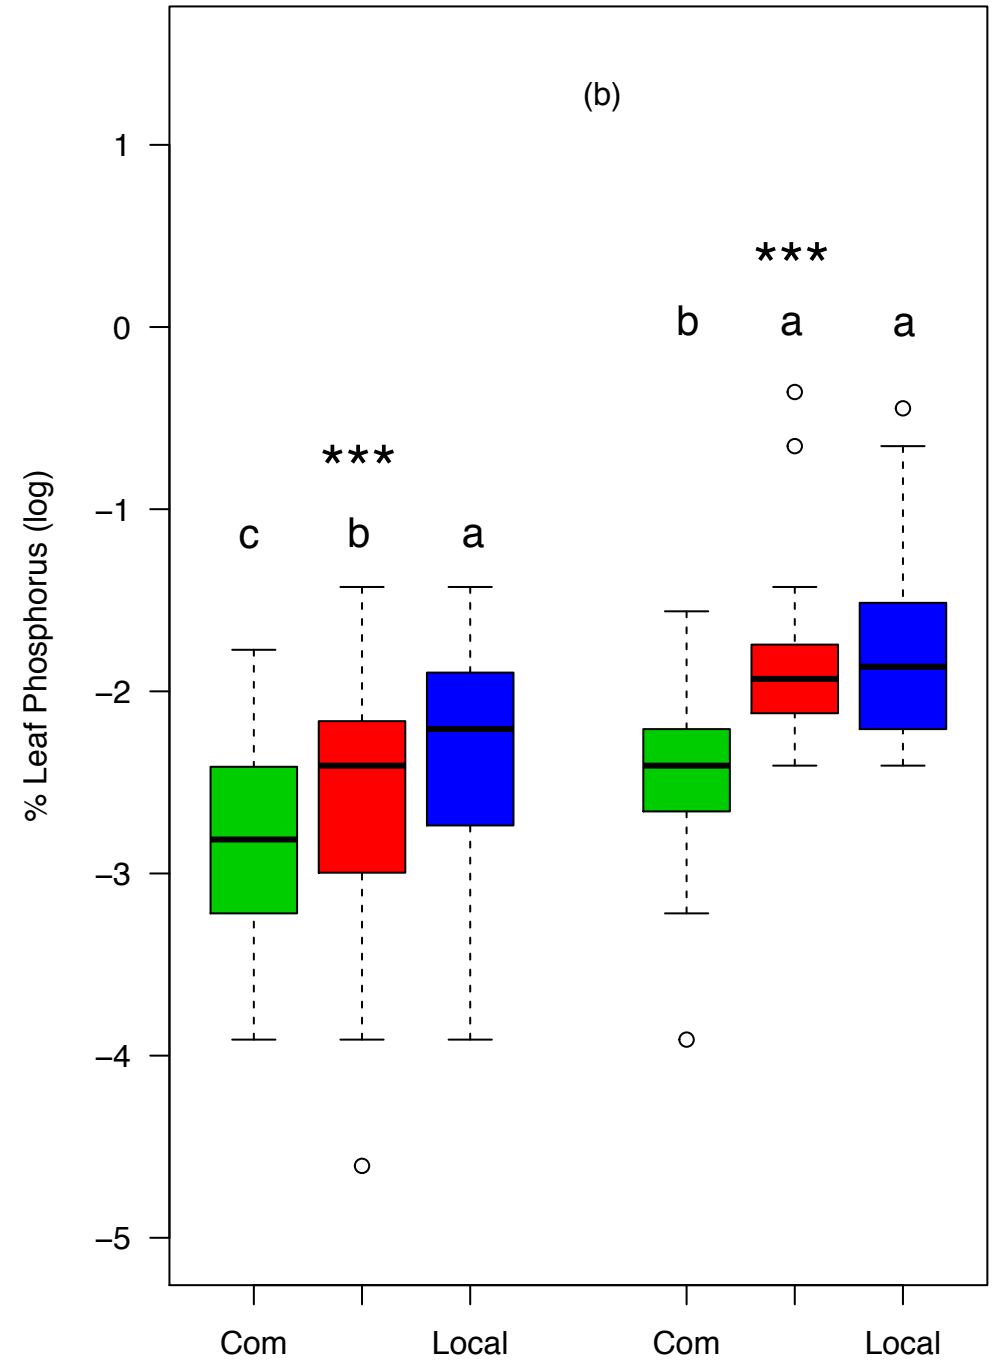 (b)
1
***
b a a
0
***
−1
c b a
% Leaf Phosphorus (log)
−2
−3
−4
−5
Com Local Com Local